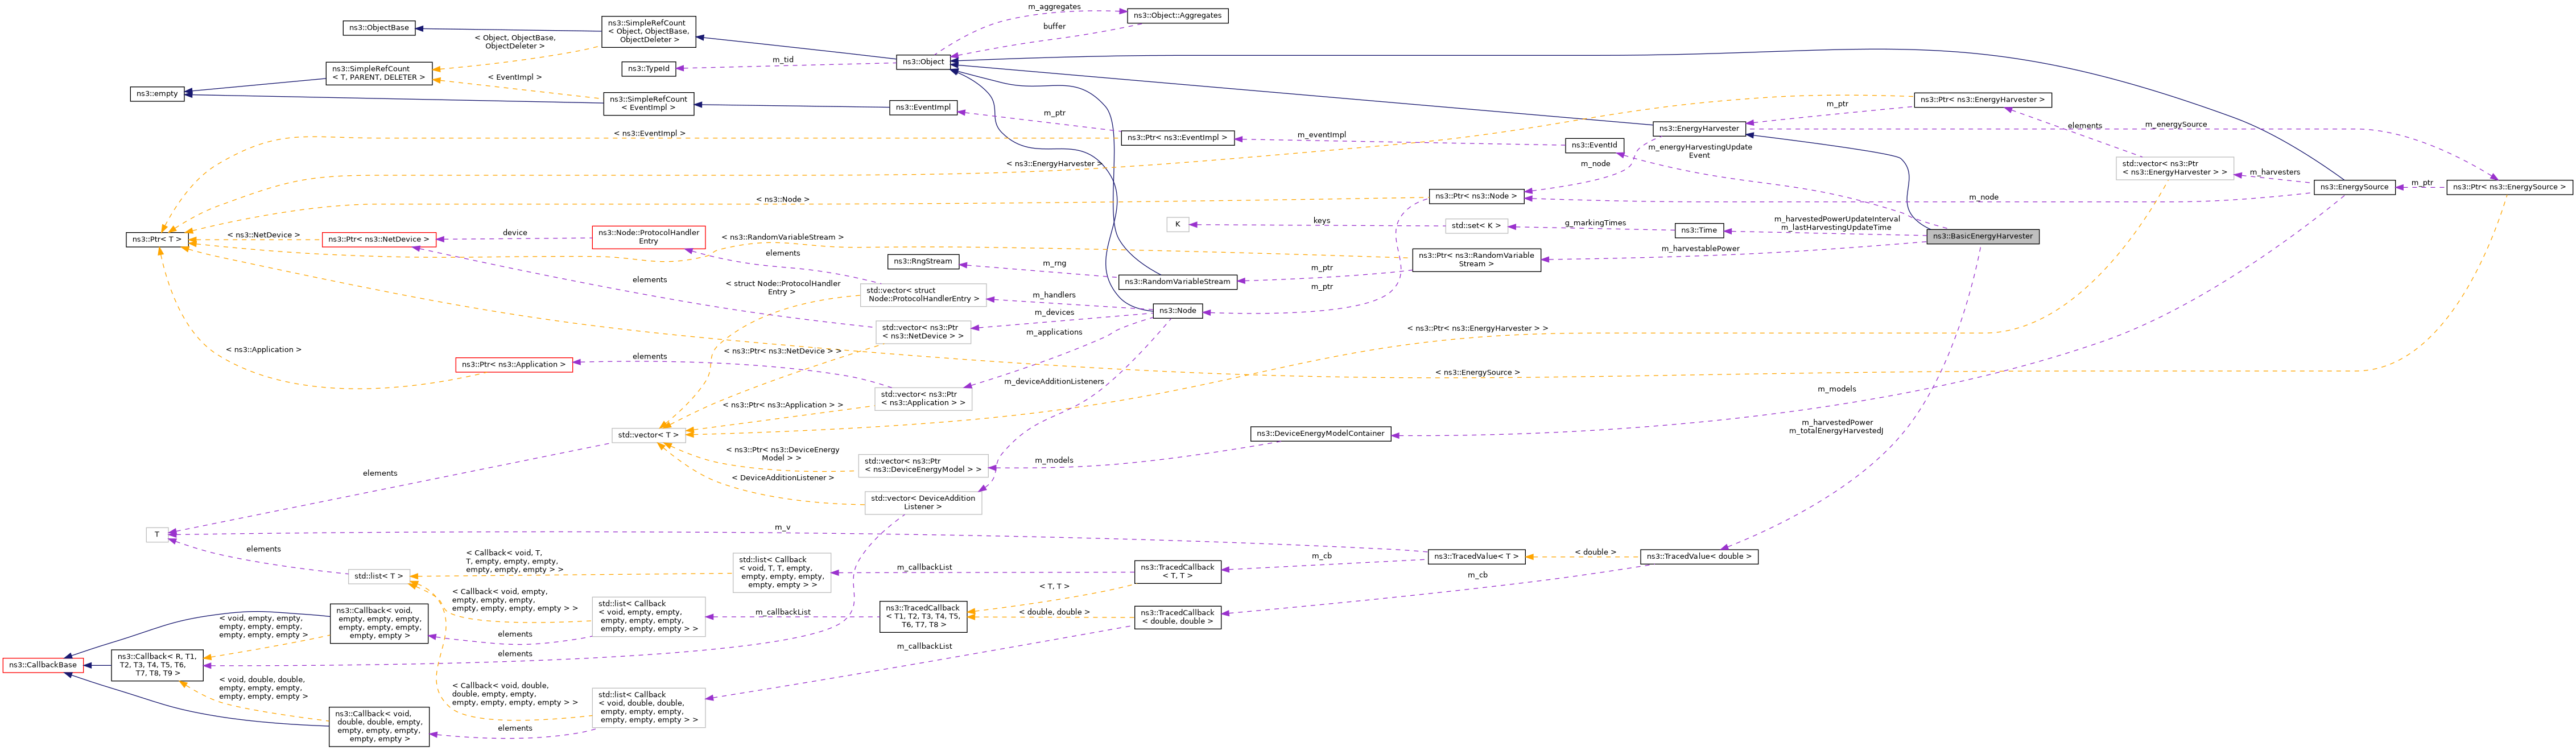 m_aggregates
ns3::Object::Aggregates
buffer
ns3::ObjectBase
ns3::SimpleRefCount
< Object, ObjectBase,
ObjectDeleter >
< Object, ObjectBase,
ObjectDeleter >
ns3::Object
m_tid
ns3::TypeId
ns3::SimpleRefCount
< T, PARENT, DELETER >
< EventImpl >
ns3::empty
ns3::SimpleRefCount
< EventImpl >
ns3::EventImpl
m_ptr
ns3::Ptr< ns3::EventImpl >
m_eventImpl
ns3::EventId
ns3::EnergyHarvester
m_ptr
ns3::Ptr< ns3::EnergyHarvester >
elements
m_energySource
m_energyHarvestingUpdate
Event
m_node
std::vector< ns3::Ptr
< ns3::EnergyHarvester > >
m_harvesters
ns3::EnergySource
m_ptr
ns3::Ptr< ns3::EnergySource >
< ns3::EventImpl >
< ns3::EnergyHarvester >
< ns3::Node >
ns3::Ptr< ns3::Node >
m_node
ns3::Ptr< T >
< ns3::NetDevice >
ns3::Ptr< ns3::NetDevice >
device
ns3::Node::ProtocolHandler
Entry
< ns3::RandomVariableStream >
elements
K
keys
std::set< K >
g_markingTimes
ns3::Time
m_harvestedPowerUpdateInterval
m_lastHarvestingUpdateTime
ns3::BasicEnergyHarvester
m_harvestablePower
ns3::Ptr< ns3::RandomVariable
Stream >
ns3::RngStream
m_rng
ns3::RandomVariableStream
m_ptr
m_ptr
elements
< struct Node::ProtocolHandler
Entry >
std::vector< struct
Node::ProtocolHandlerEntry >
m_handlers
ns3::Node
m_devices
std::vector< ns3::Ptr
< ns3::NetDevice > >
m_applications
< ns3::Ptr< ns3::EnergyHarvester > >
< ns3::Application >
< ns3::Ptr< ns3::NetDevice > >
elements
ns3::Ptr< ns3::Application >
< ns3::EnergySource >
m_deviceAdditionListeners
std::vector< ns3::Ptr
< ns3::Application > >
m_models
< ns3::Ptr< ns3::Application > >
m_harvestedPower
m_totalEnergyHarvestedJ
std::vector< T >
ns3::DeviceEnergyModelContainer
< ns3::Ptr< ns3::DeviceEnergy
Model > >
std::vector< ns3::Ptr
< ns3::DeviceEnergyModel > >
m_models
elements
< DeviceAdditionListener >
std::vector< DeviceAddition
Listener >
T
m_v
elements
ns3::TracedValue< T >
< double >
ns3::TracedValue< double >
m_cb
< Callback< void, T,
T, empty, empty,
empty, empty, empty > >
std::list< Callback
< void, T, T, empty,
empty, empty, empty,
empty, empty > >
m_callbackList
ns3::TracedCallback
< T, T >
std::list< T >
m_cb
< T, T >
< Callback< void, empty,
empty, empty, empty,
empty, empty, empty, empty > >
std::list< Callback
< void, empty, empty,
empty, empty, empty,
empty, empty, empty > >
m_callbackList
ns3::TracedCallback
< T1, T2, T3, T4, T5,
T6, T7, T8 >
< double, double >
ns3::TracedCallback
< double, double >
ns3::Callback< void,
empty, empty, empty,
empty, empty, empty,
empty, empty >
< void, empty, empty,
empty, empty, empty,
empty, empty, empty >
elements
elements
m_callbackList
ns3::CallbackBase
ns3::Callback< R, T1,
T2, T3, T4, T5, T6,
T7, T8, T9 >
< void, double, double,
empty, empty, empty,
empty, empty, empty >
< Callback< void, double,
double, empty, empty,
empty, empty, empty, empty > >
std::list< Callback
< void, double, double,
empty, empty, empty,
empty, empty, empty > >
ns3::Callback< void,
double, double, empty,
empty, empty, empty,
empty, empty >
elements